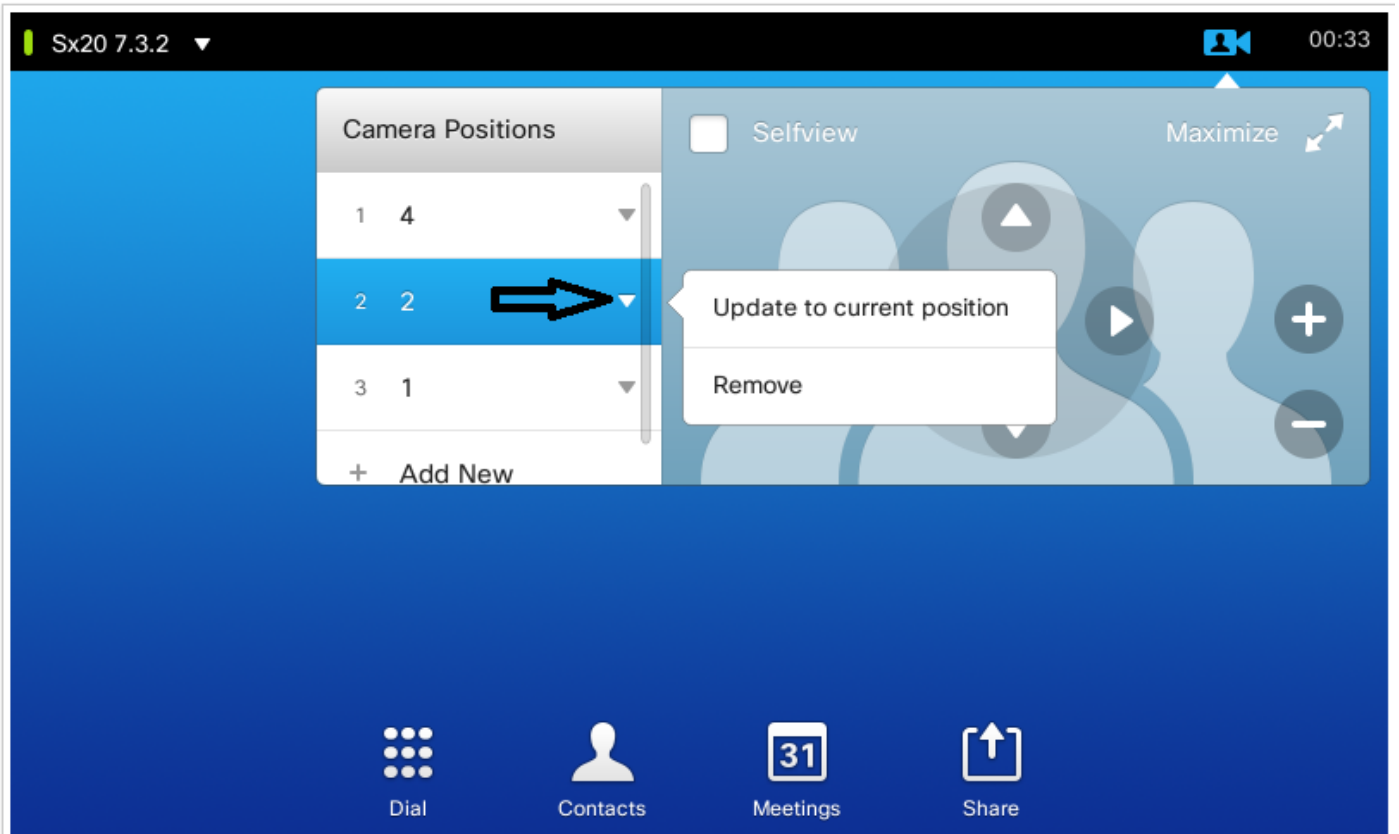 Sx20 7.3.2
00:33
Camera Positions
Selfview
Maximize
1 4
2 2
Update to current position
3 1
Remove
+ Add New
31
Dial
Contacts
Meetings
Share